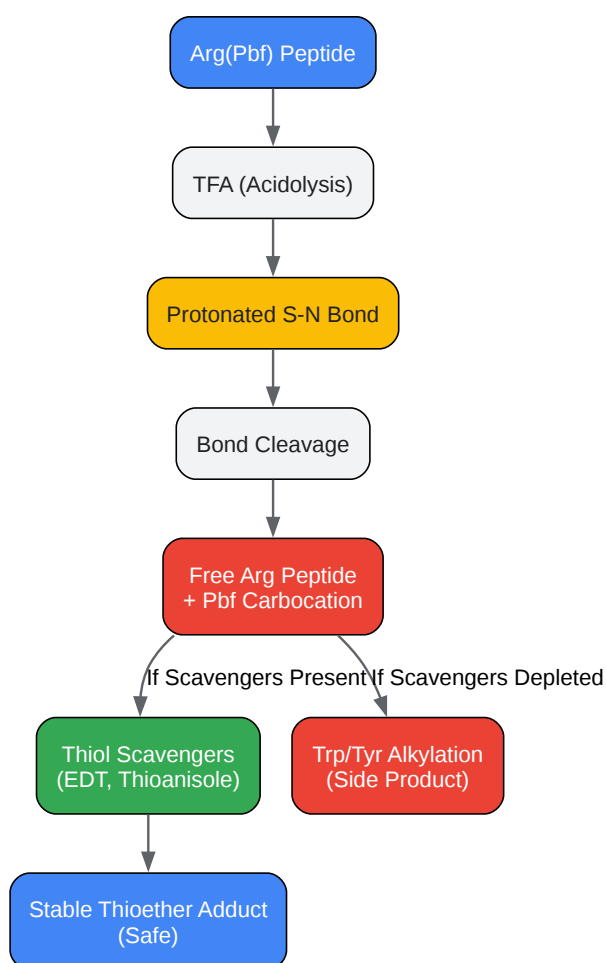 Arg(Pbf) Peptide
TFA (Acidolysis)
Protonated S-N Bond
Bond Cleavage
Free Arg Peptide
+ Pbf Carbocation
If Scavengers Present
If Scavengers Depleted
Thiol Scavengers
(EDT, Thioanisole)
Trp/Tyr Alkylation
(Side Product)
Stable Thioether Adduct
(Safe)